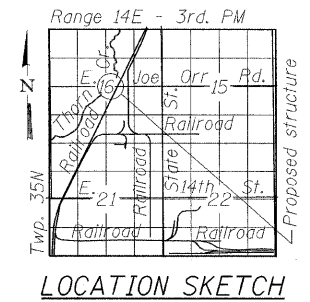 Range 14E - 3rd. PM
N
Thorn Cr.
E. Joe Orr Rd.
16
15
St.
Railroad
Railroad
State
Railroad
14th St.
E.
21
22
Railroad
Railroad
Twp. 35N
Proposed structure
LOCATION SKETCH